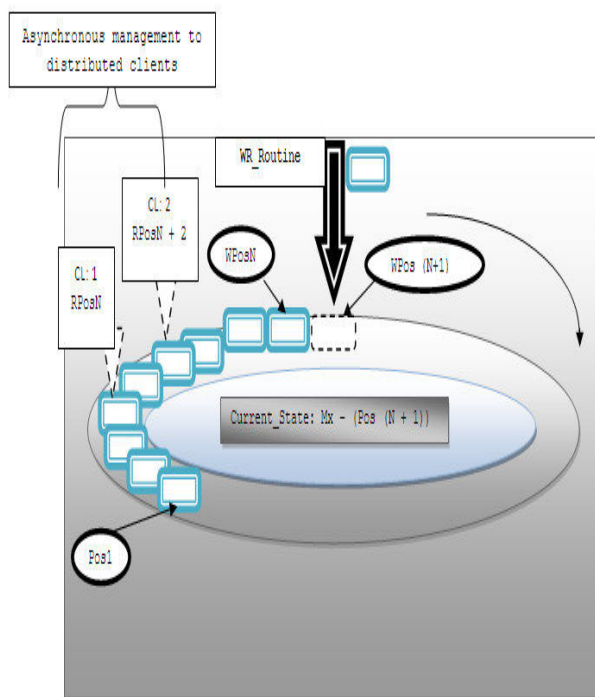 Asynchronous management to
distributed clients
WR_Routine
CL:2
RPosN + 2
WPosN
WPos (N+1)
CL:1
RPosN
Current_State: Mx - (Pos (N + 1))
Pos1